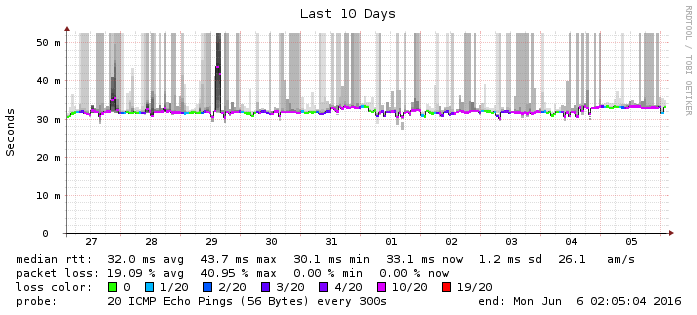 Last 10 Days
RRDTOOL / TOBI OETIKER
Seconds
50 m
40 m
30 m
20 m
10 m
0
27 28 29 30 31 01 02 03 04 05
median rtt: 32.0 ms avg 43.7 ms max 30.1 ms min 33.1 ms now 1.2 ms sd 26.1 am/s
packet loss: 19.09 % avg 40.95 % max 0.00 % min 0.00 % now
loss color: 0 1/20 2/20 3/20 4/20 10/20 19/20
probe: 20 ICMP Echo Pings (56 Bytes) every 300s end: Mon Jun 6 02:05:04 2016